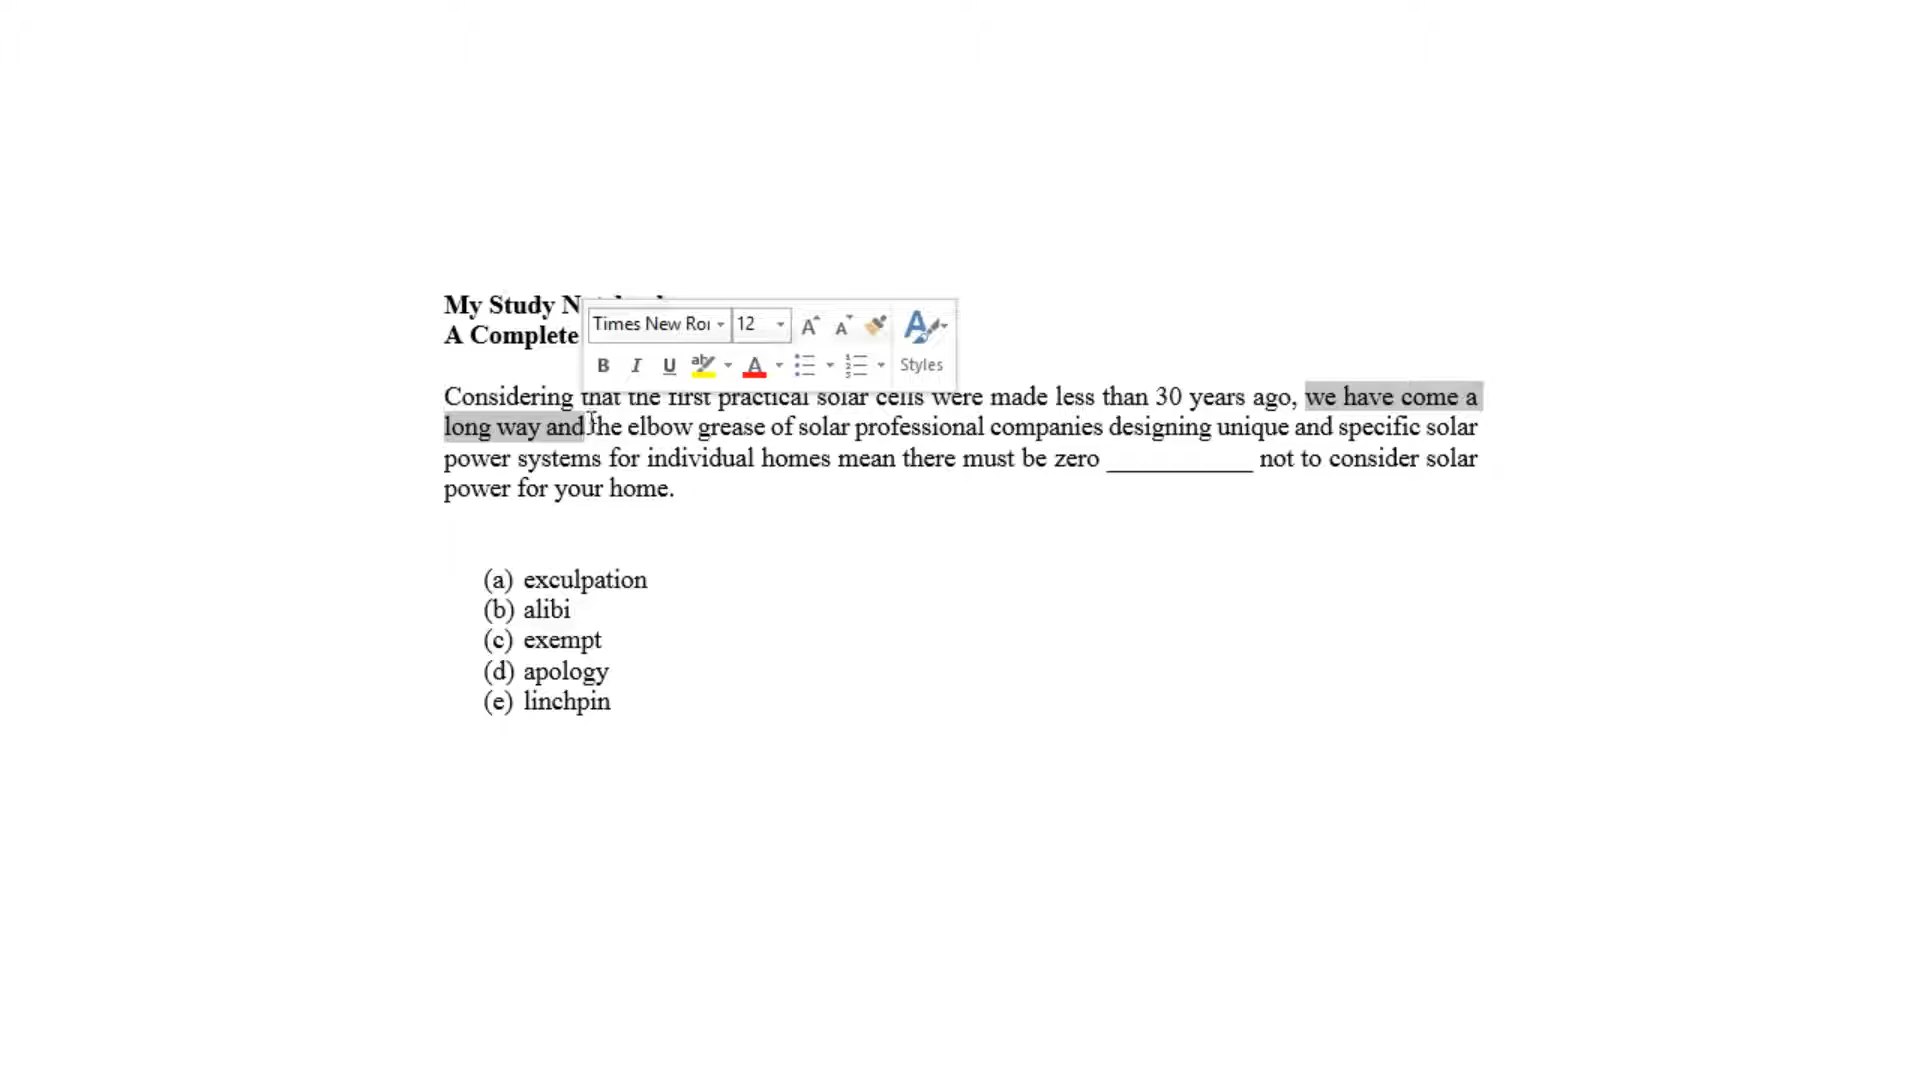 My Study N
A Complete
Times New Roi 12
B I U Styles
Considering that the first practical solar cells were made less than 30 years ago, we have come a
long way and the elbow grease of solar professional companies designing unique and specific solar
power systems for individual homes mean there must be zero ____________ not to consider solar
power for your home.
(a) exculpation
(b) alibi
(c) exempt
(d) apology
(e) linchpin